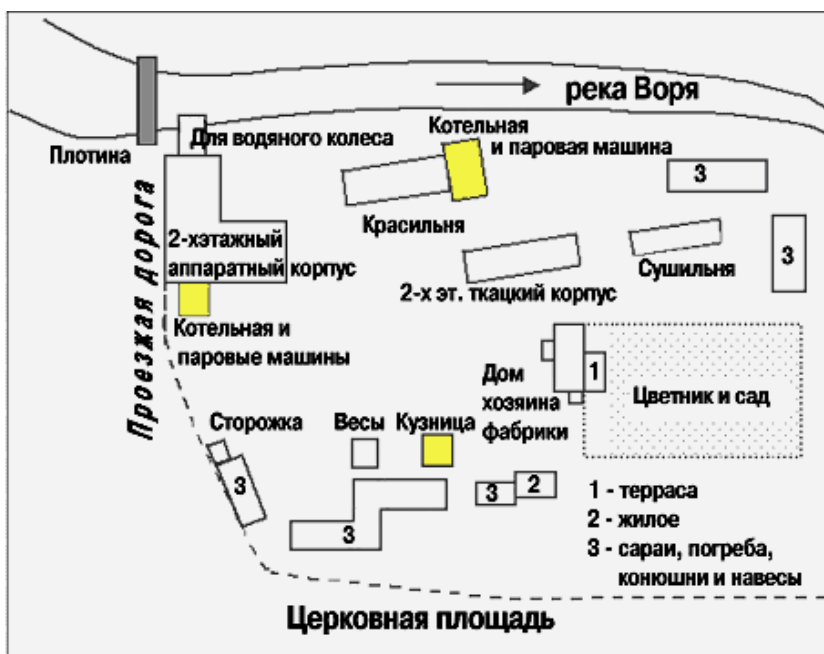 река Воря
Плотина
Для водяного колеса
Котельная
и паровая машина
3
Красильня
Проезжая дорога
2-хэтажный
аппаратный корпус
Сушильня
3
2-х эт. ткацкий корпус
Котельная и
паровые машины
Дом
хозяина
фабрики
1
Цветник и сад
Сторожка
Весы
Кузница
3
3
3
2
1 - терраса
2 - жилое
3 - сараи, погреба,
конюшни и навесы
Церковная площадь